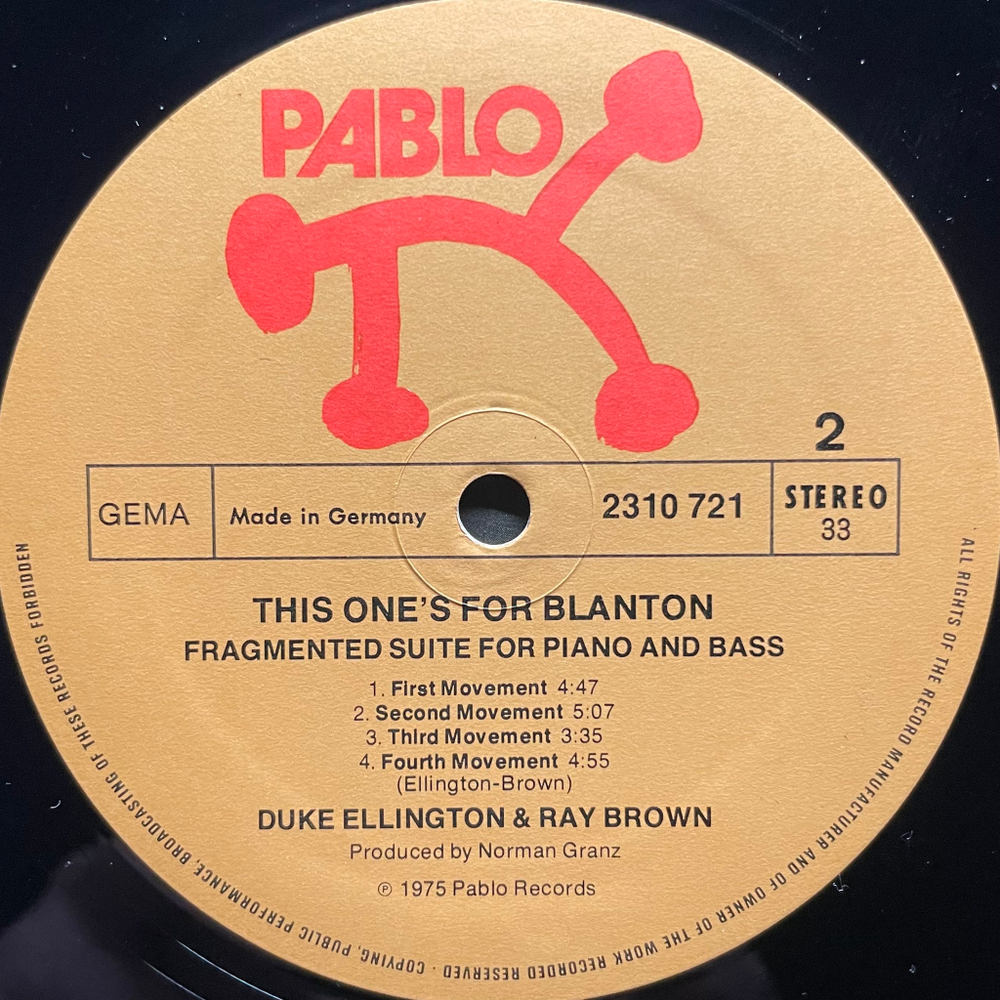 PABLO
2
GEMA
Made in Germany
2310 721
STEREO
33
THIS ONE'S FOR BLANTON
FRAGMENTED SUITE FOR PIANO AND BASS
1. First Movement 4:47
2. Second Movement 5:07
3. Third Movement 3:35
4. Fourth Movement 4:55
(Ellington-Brown)
DUKE ELLINGTON & RAY BROWN
Produced by Norman Granz
℗ 1975 Pablo Records
ALL RIGHTS OF THE RECORD MANUFACTURER AND OF OWNER OF THE WORK RECORDED RESERVED · COPYING, PUBLIC PERFORMANCE, BROADCASTING OF THESE RECORDS FORBIDDEN